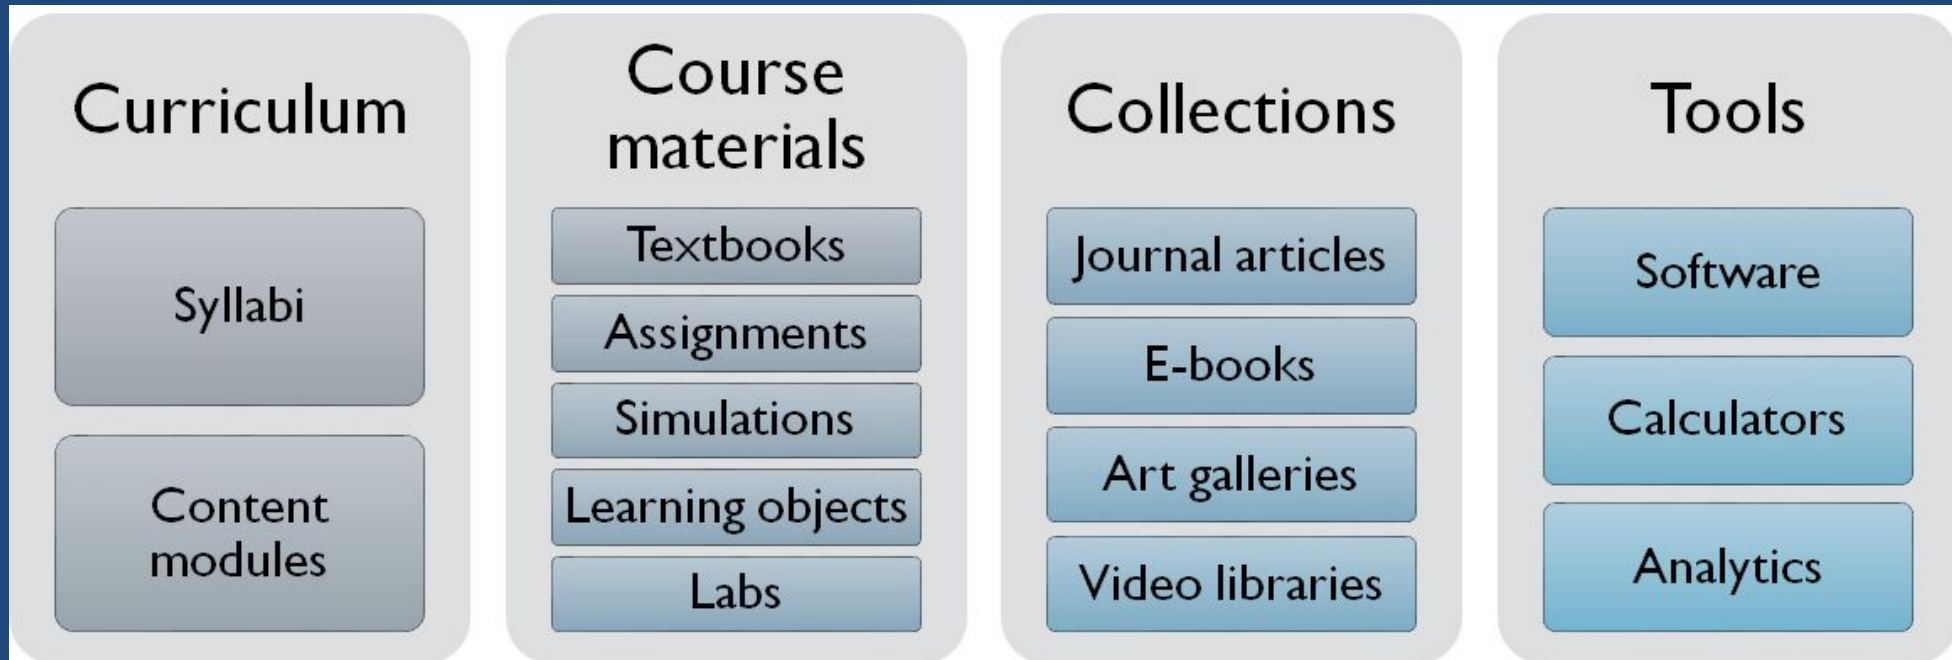 Curriculum
Syllabi
Content
modules
Course
materials
Textbooks
Assignments
Simulations
Learning objects
Labs
Collections
Journal articles
E-books
Art galleries
Video libraries
Tools
Software
Calculators
Analytics